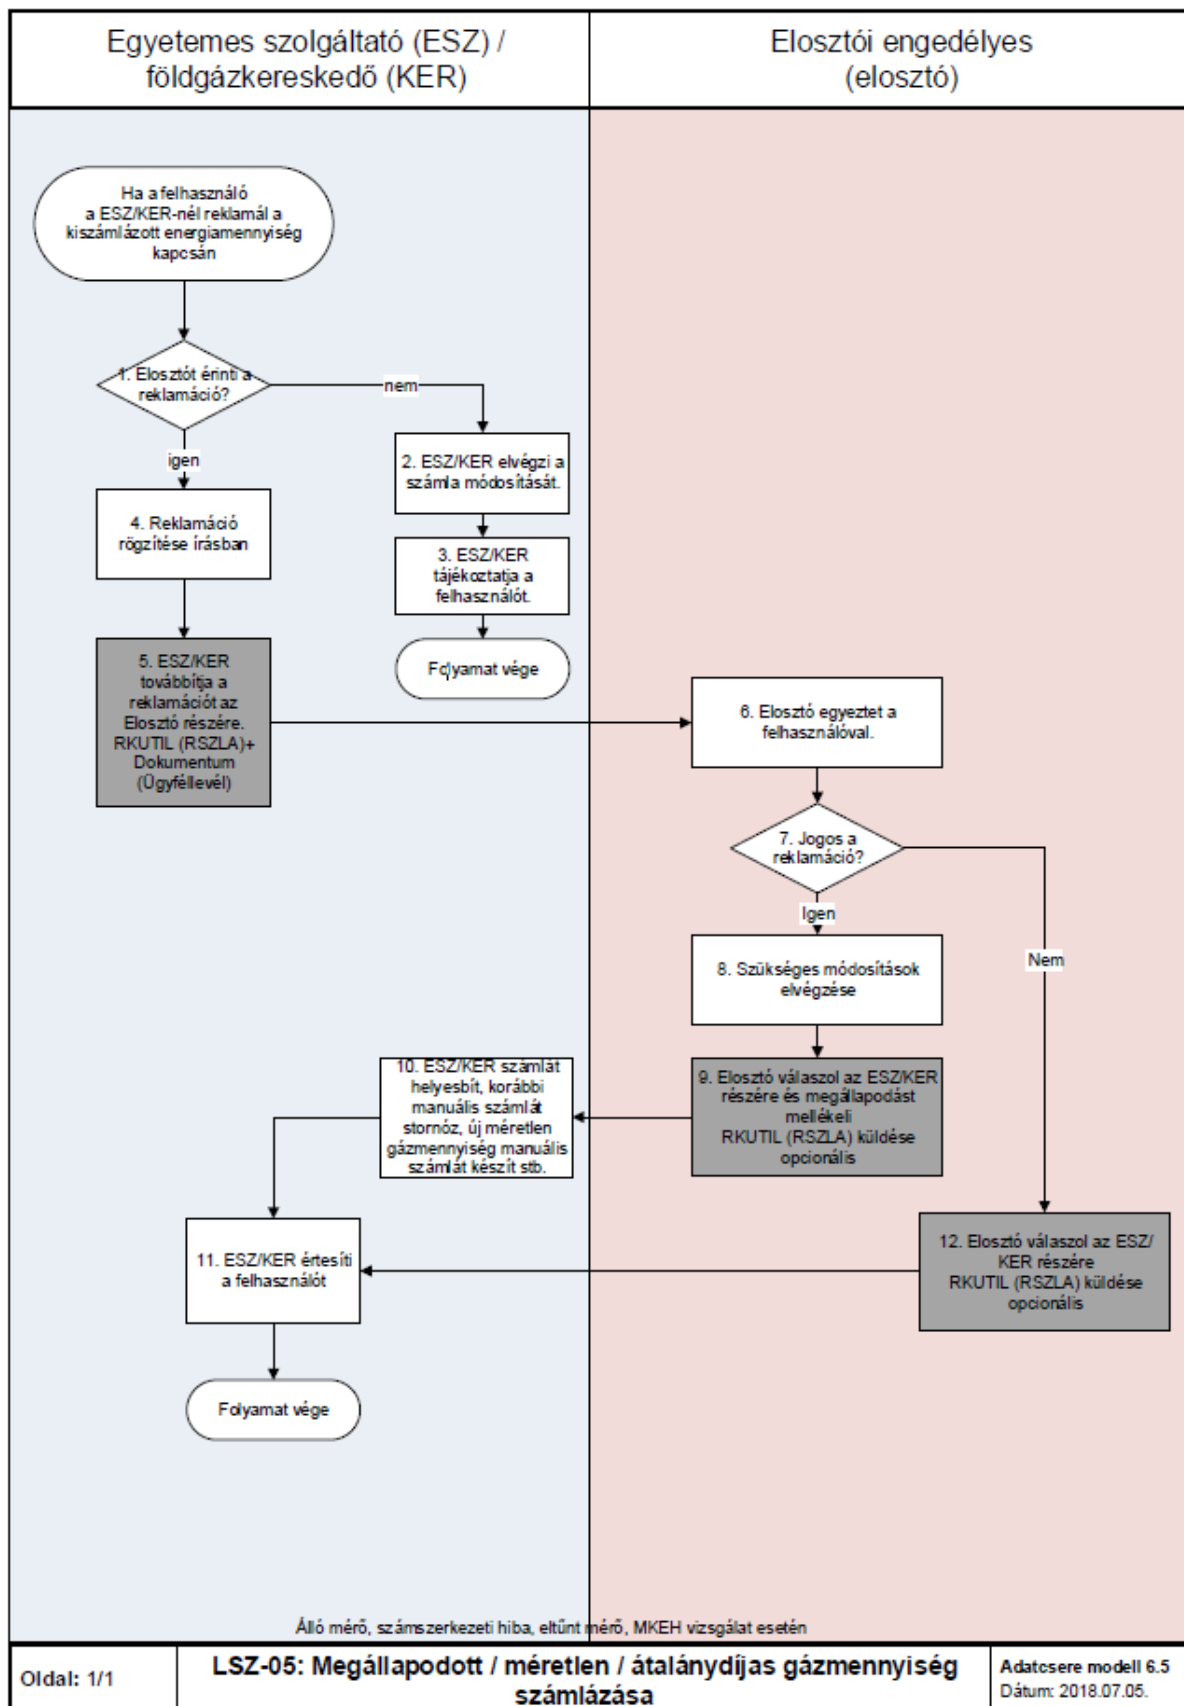 Egyetemes szolgáltató (ESZ) /
földgázkereskedő (KER)
Elosztói engedélyes
(elosztó)
Ha a felhasználó
a ESZ/KER-nél reklamál a
kiszámlázott energiamennyiség
kapcsán
1. Elosztót érinti a
reklamáció?
nem
igen
2. ESZ/KER elvégzi a
számla módosítását.
4. Reklamáció
rögzítése írásban
3. ESZ/KER
tájékoztatja a
felhasználót.
Folyamat vége
5. ESZ/KER
továbbítja a
reklamációt az
Elosztó részére.
RKUTIL (RSZLA)+
Dokumentum
(Ügyféllevél)
6. Elosztó egyeztet a
felhasználóval.
7. Jogos a
reklamáció?
Igen
Nem
8. Szükséges módosítások
elvégzése
9. Elosztó válaszol az ESZ/KER
részére és megállapodást
mellékeli
RKUTIL (RSZLA) küldése
opcionális
10. ESZ/KER számlát
helyesbít, korábbi
manuális számlát
stornóz, új méretlen
gázmennyiség manuális
számlát készít stb.
11. ESZ/KER értesíti
a felhasználót
12. Elosztó válaszol az ESZ/
KER részére
RKUTIL (RSZLA) küldése
opcionális
Folyamat vége
Álló mérő, számszerkezeti hiba, eltűnt mérő, MKEH vizsgálat esetén
Oldal: 1/1
LSZ-05: Megállapodott / méretlen / átalánydíjas gázmennyiség
számlázása
Adatcsere modell 6.5
Dátum: 2018.07.05.